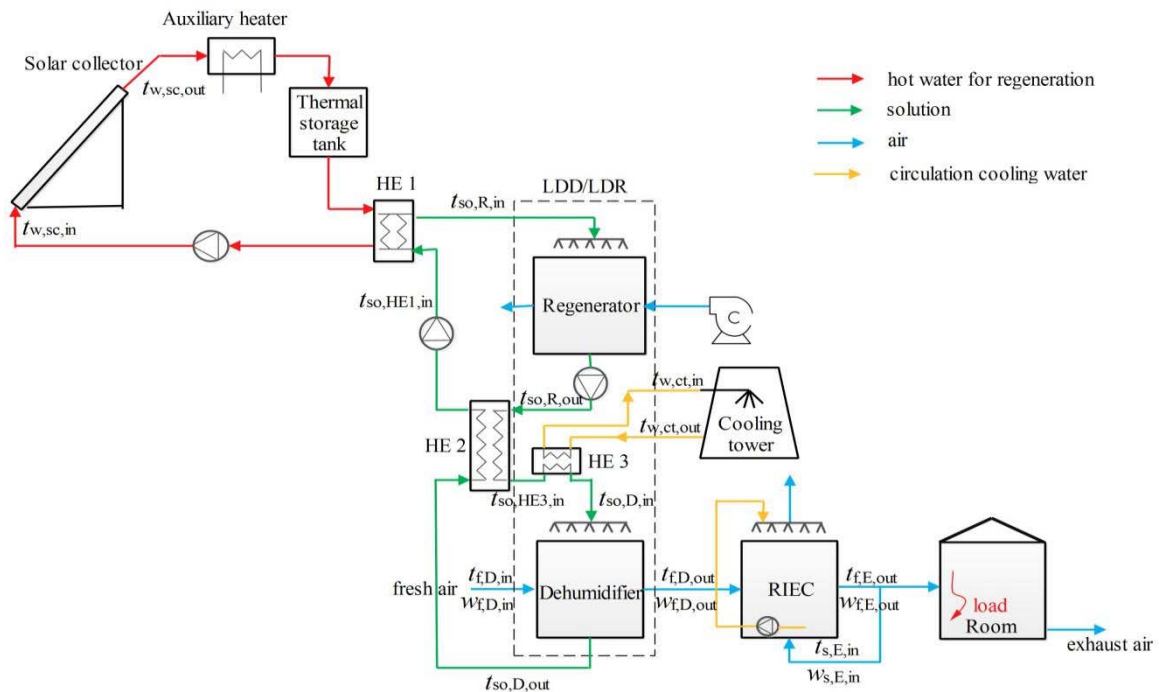 Auxiliary heater
Solar collector
tw,sc,out
Thermal
storage
tank
hot water for regeneration
solution
air
circulation cooling water
HE 1
LDD/LDR
tso,R,in
tw,sc,in
tso,HE1,in
Regenerator
C
tw,ct,in
tso,R,out
tw,ct,out
Cooling
tower
HE 2
HE 3
tso,HE3,in
tso,D,in
fresh air
tf,D,in
wf,D,in
Dehumidifier
tf,D,out
wf,D,out
RIEC
tf,E,out
wf,E,out
load
Room
ts,E,in
ws,E,in
exhaust air
tso,D,out